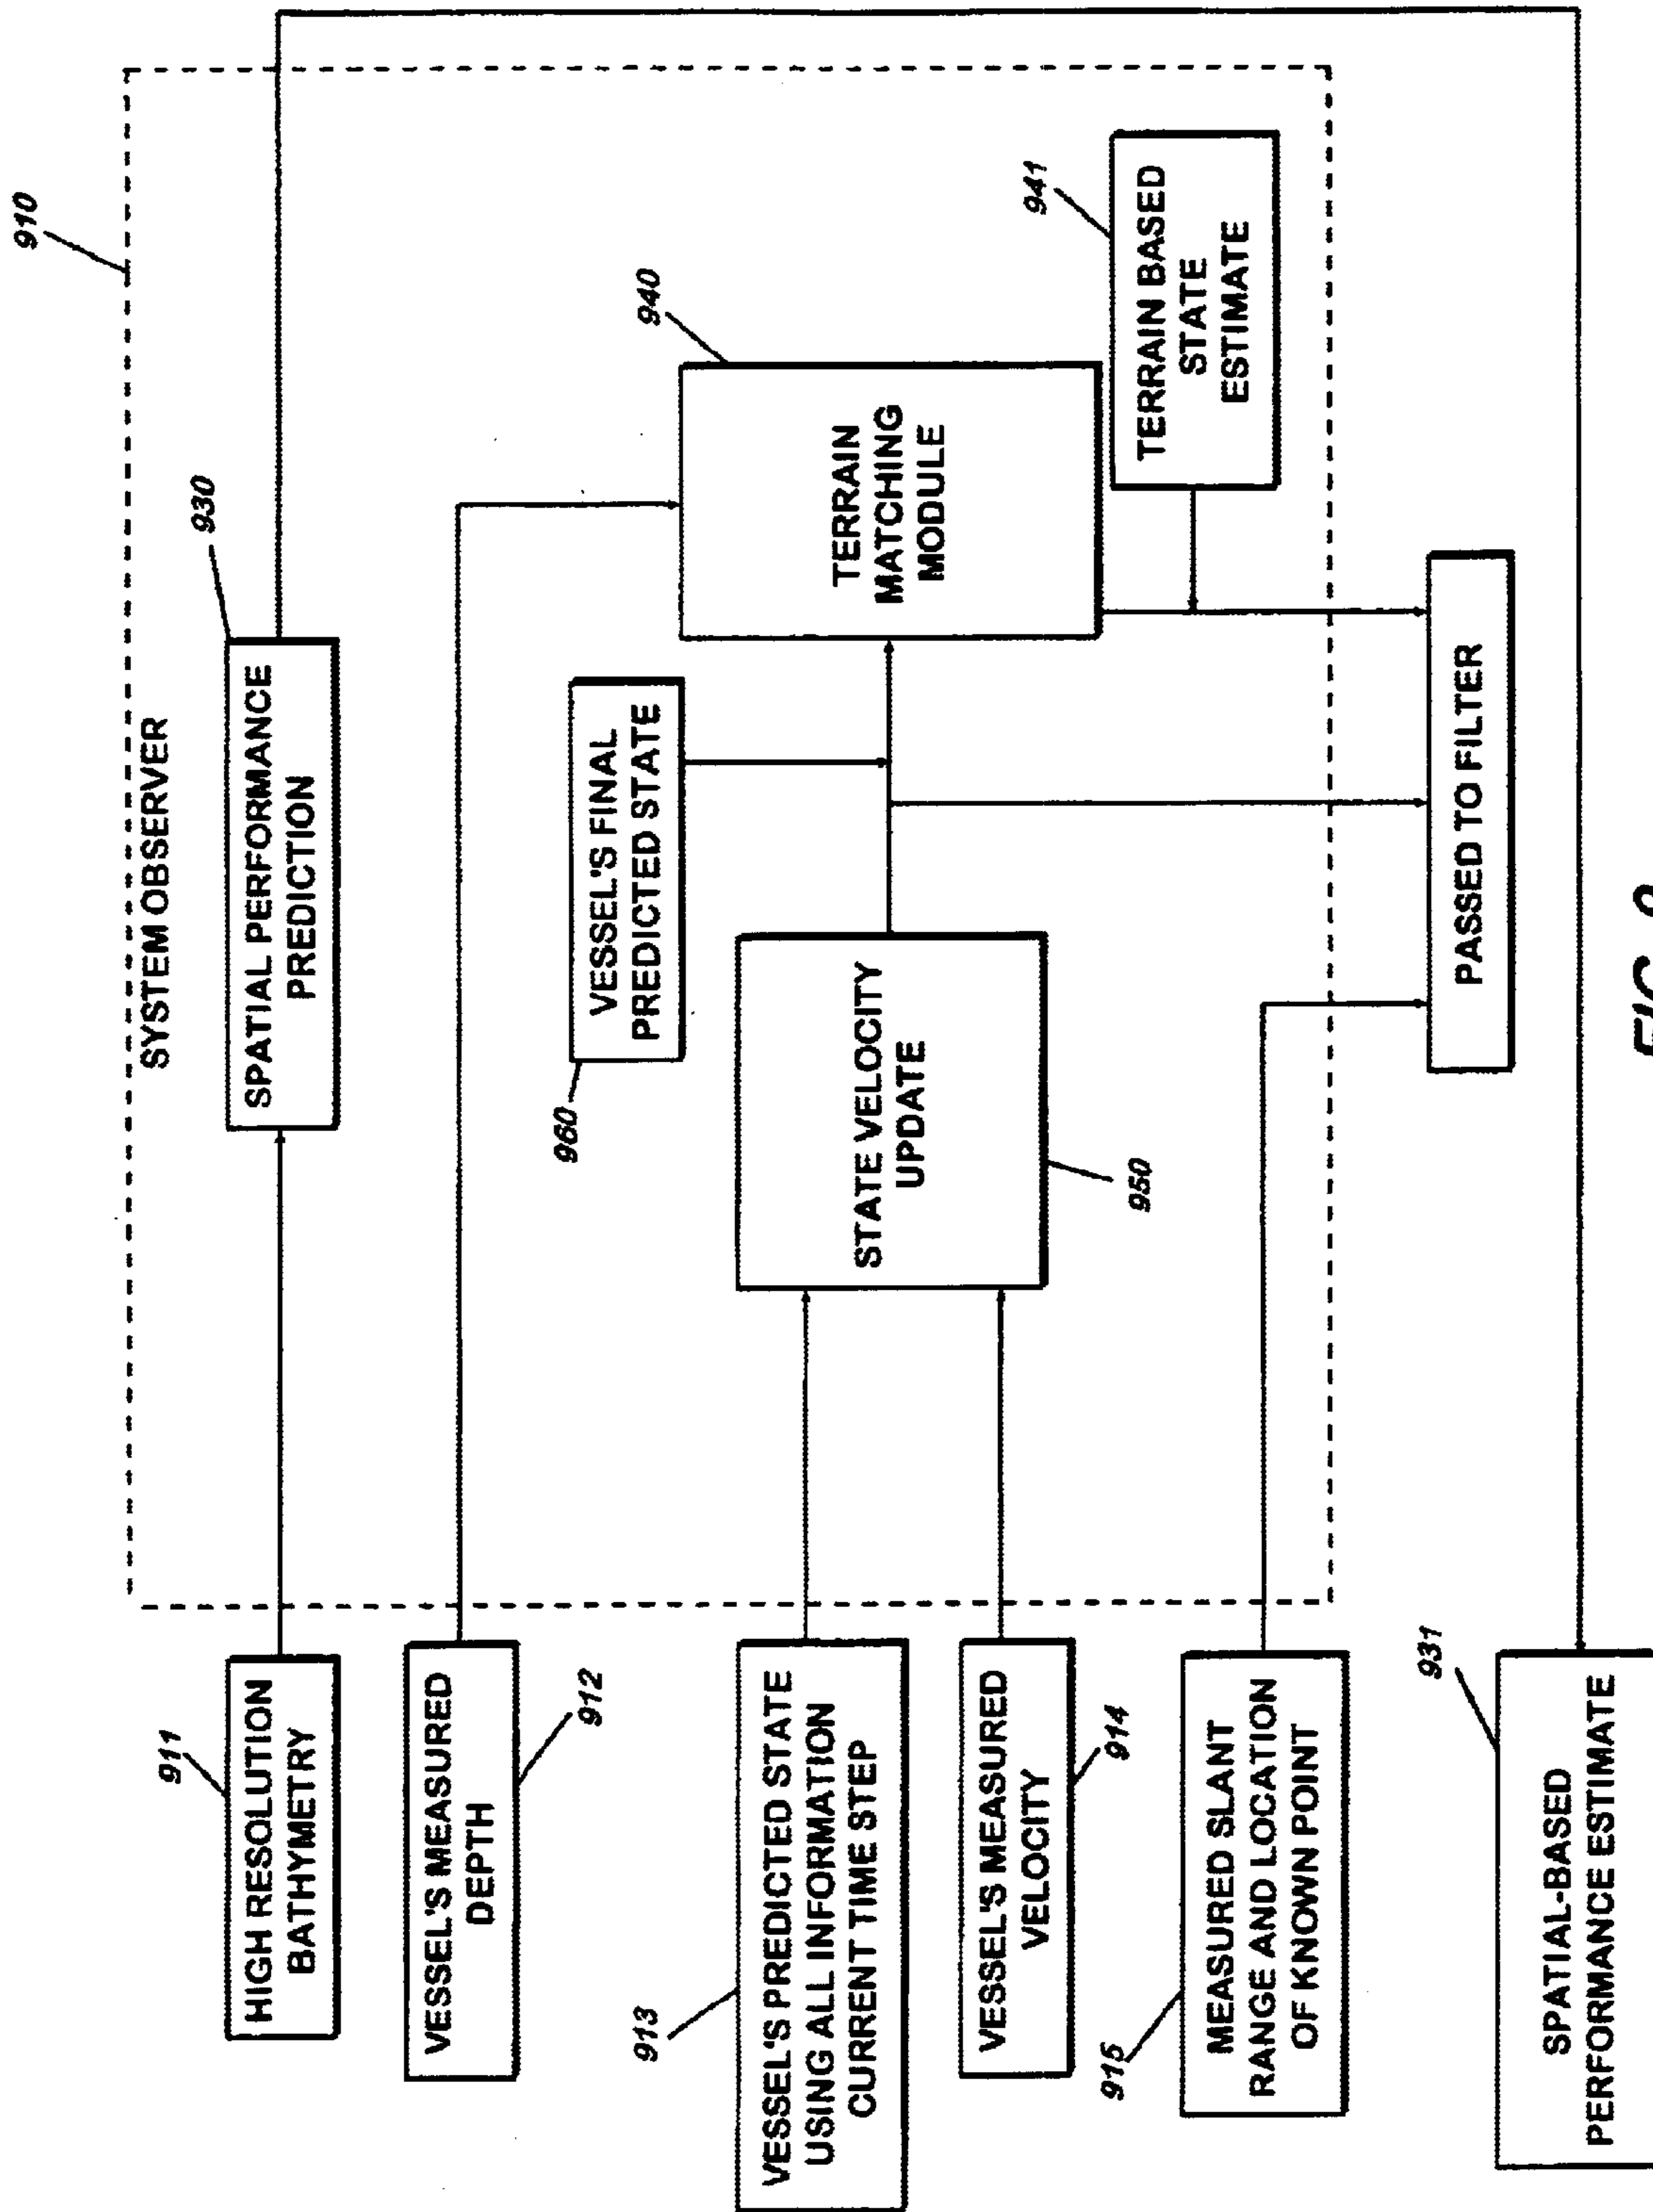 910
SYSTEM OBSERVER
911
HIGH RESOLUTION
BATHYMETRY
930
SPATIAL PERFORMANCE
PREDICTION
VESSEL'S MEASURED
DEPTH
912
913
VESSEL'S PREDICTED STATE
USING ALL INFORMATION
CURRENT TIME STEP
VESSEL'S MEASURED
VELOCITY
914
STATE VELOCITY
UPDATE
950
960
VESSEL'S FINAL
PREDICTED STATE
940
TERRAIN
MATCHING
MODULE
941
TERRAIN BASED
STATE
ESTIMATE
915
MEASURED SLANT
RANGE AND LOCATION
OF KNOWN POINT
PASSED TO FILTER
931
SPATIAL-BASED
PERFORMANCE ESTIMATE
FIG.